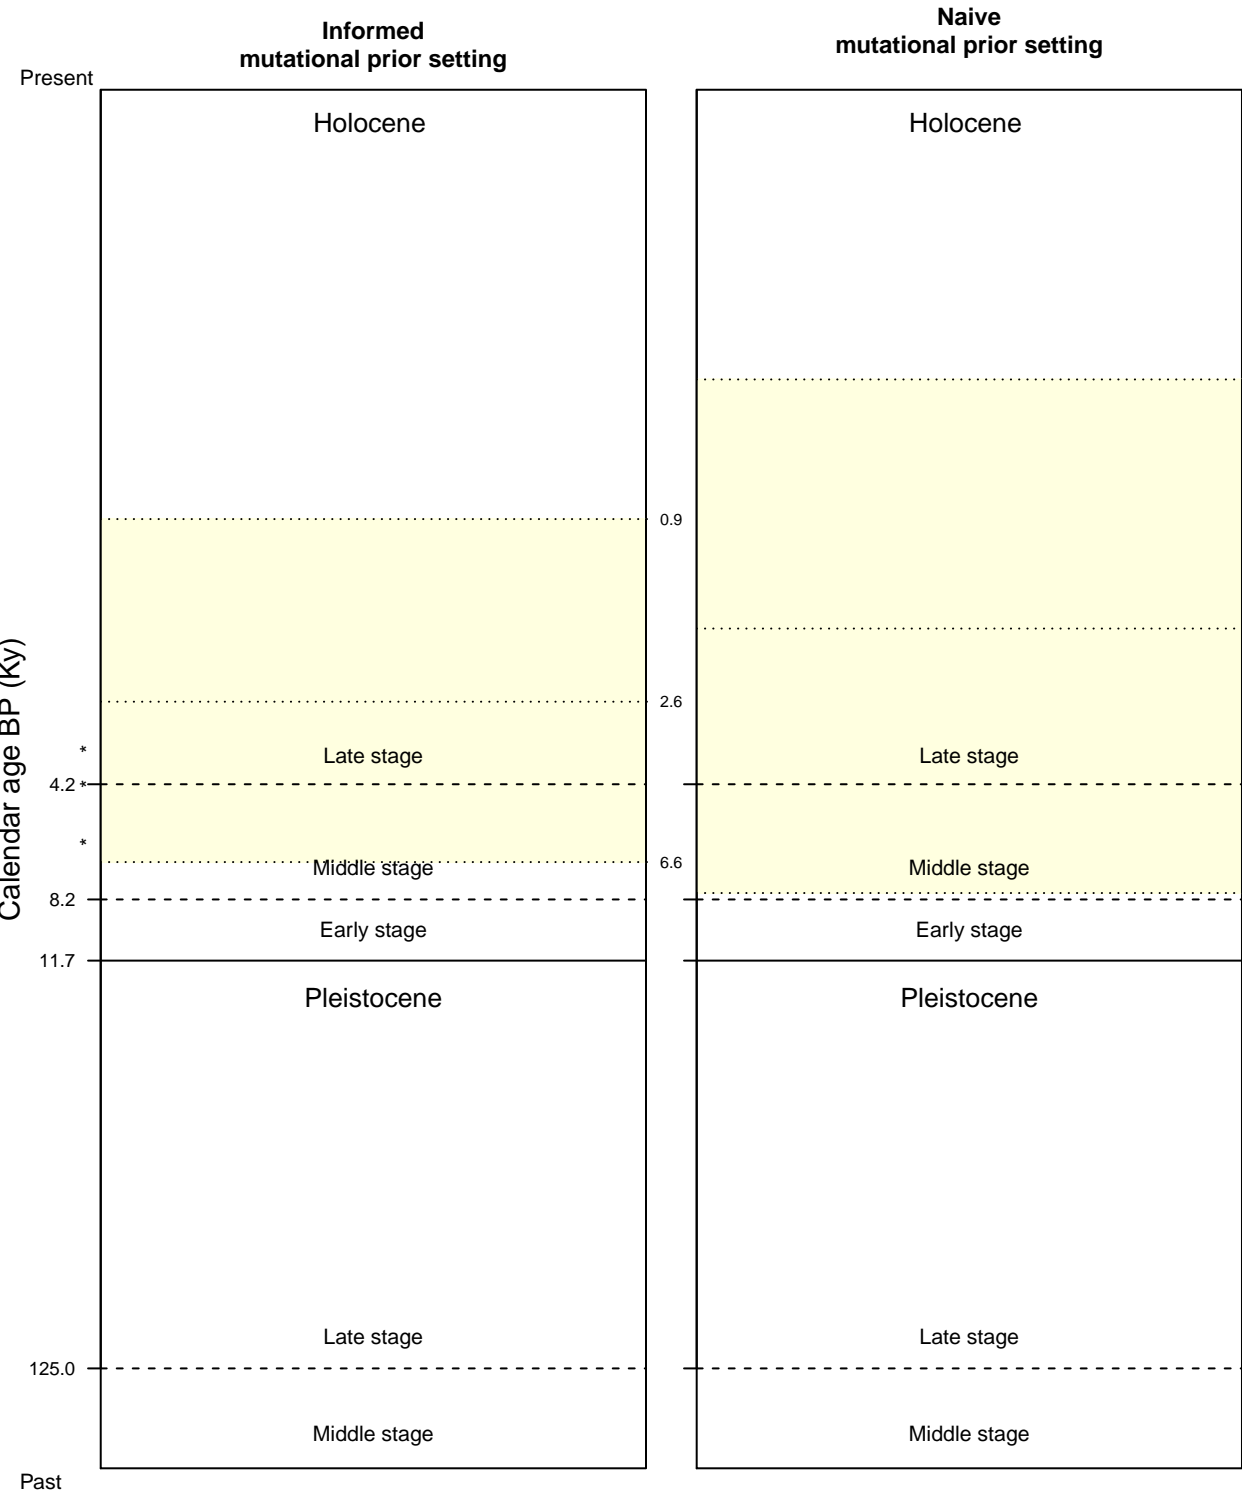 Informed
mutational prior setting
Naive
mutational prior setting
Present
Holocene
Holocene
0.9
2.6
Calendar age BP (Ky)
*
Late stage
Late stage
4.2 *
*
6.6
Middle stage
Middle stage
8.2
Early stage
Early stage
11.7
Pleistocene
Pleistocene
Late stage
Late stage
125.0
Middle stage
Middle stage
Past